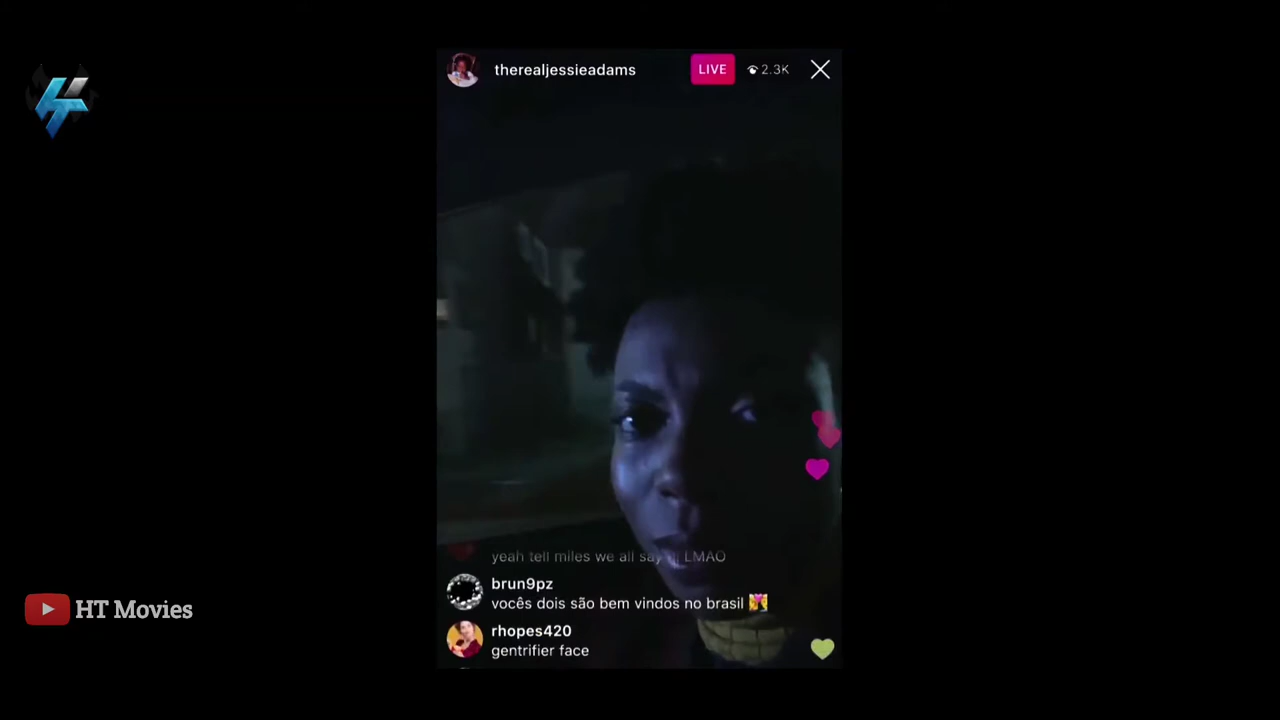 therealjessieadams
LIVE
2.3K
yeah tell miles we all say hi LMAO
brun9pz
vocês dois são bem vindos no brasil
rhopes420
gentrifier face
HT Movies